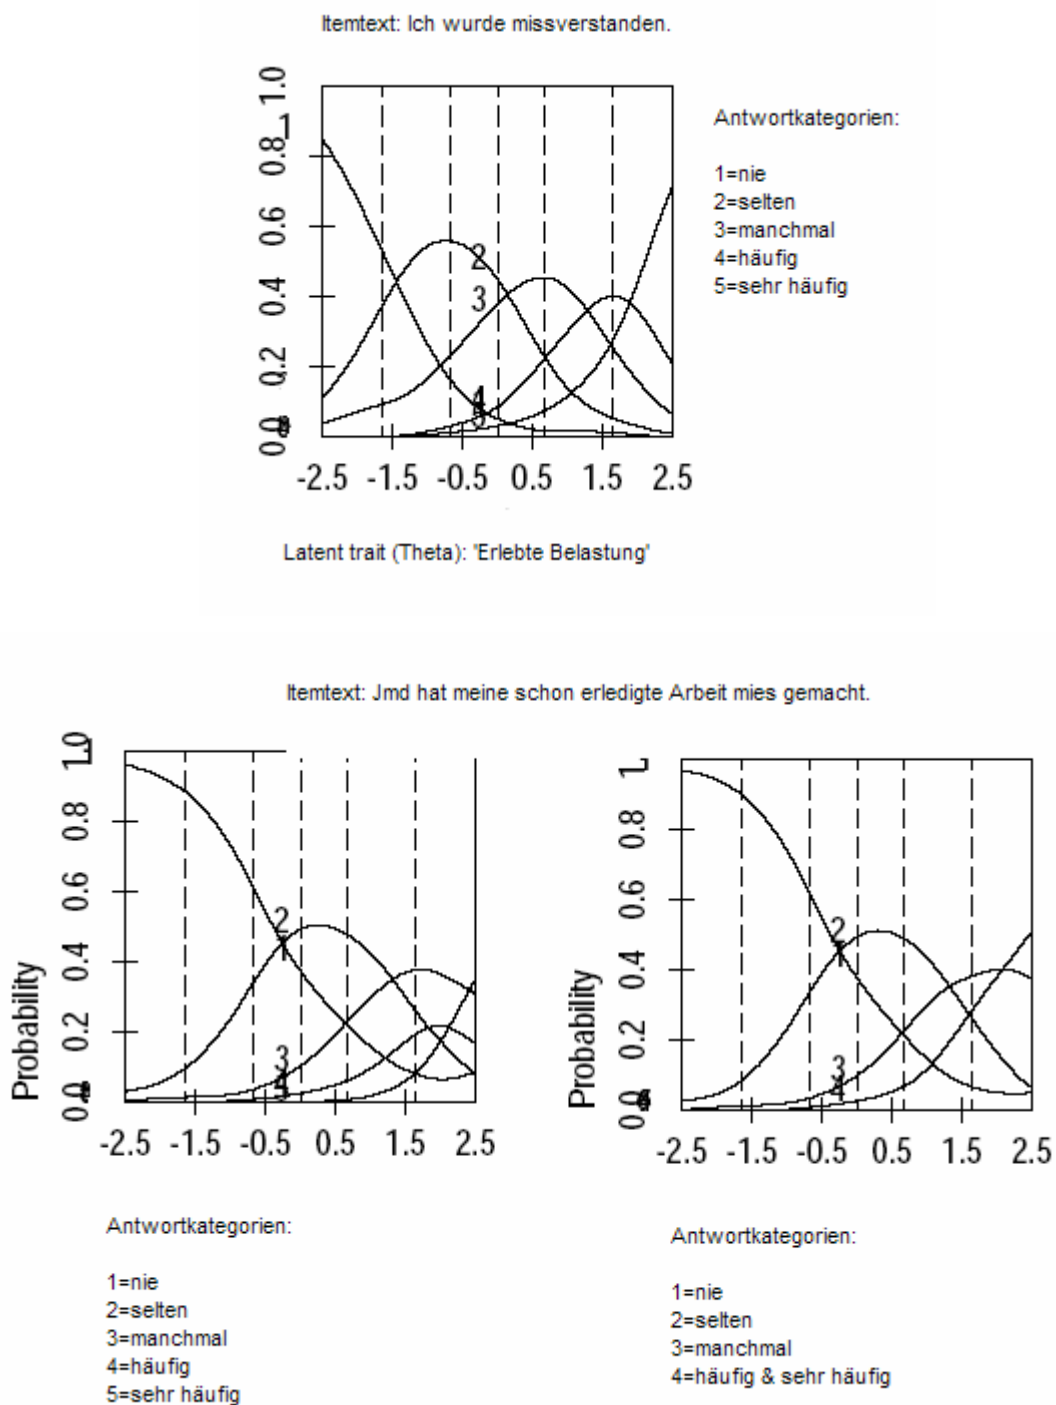 Itemtext: Ich wurde missverstanden.
1.0
0.8
0.6
0.4
0.2
0.0
2
3
4
5
-2.5 -1.5 -0.5 0.5 1.5 2.5
Latent trait (Theta): 'Erlebte Belastung'
Antwortkategorien:
1=nie
2=selten
3=manchmal
4=häufig
5=sehr häufig
Itemtext: Jmd hat meine schon erledigte Arbeit mies gemacht.
Probability
1.0
0.8
0.6
0.4
0.2
0.0
2
1
3
4
-2.5 -1.5 -0.5 0.5 1.5 2.5
Antwortkategorien:
1=nie
2=selten
3=manchmal
4=häufig
5=sehr häufig
Probability
0.8
0.6
0.4
0.2
0.0
2
1
3
4
-2.5 -1.5 -0.5 0.5 1.5 2.5
Antwortkategorien:
1=nie
2=selten
3=manchmal
4=häufig & sehr häufig